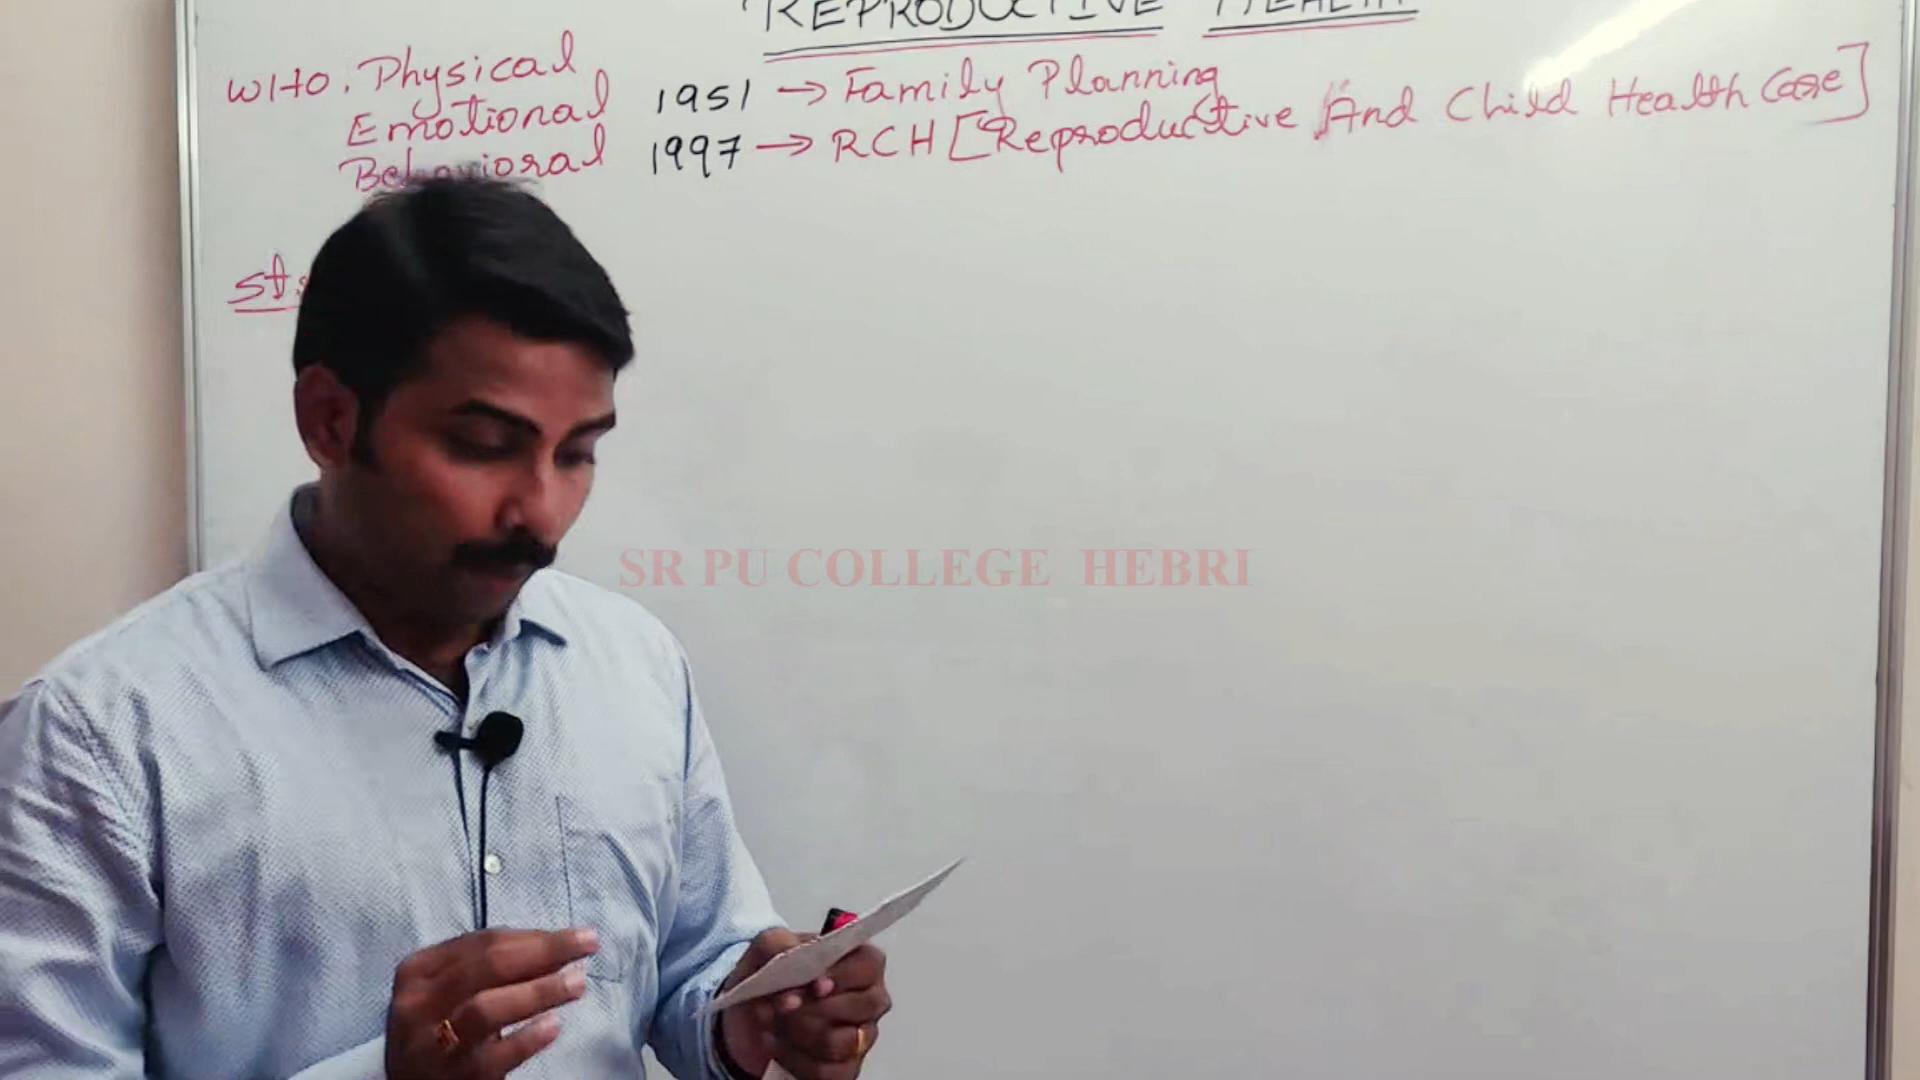 REPRODUCTIVE HEALTH
WHO. Physical
Emotional
Behavioral
1951 → Family Planning
1997 → RCH [Reproductive And Child Health Care]
SR PU COLLEGE HEBRI